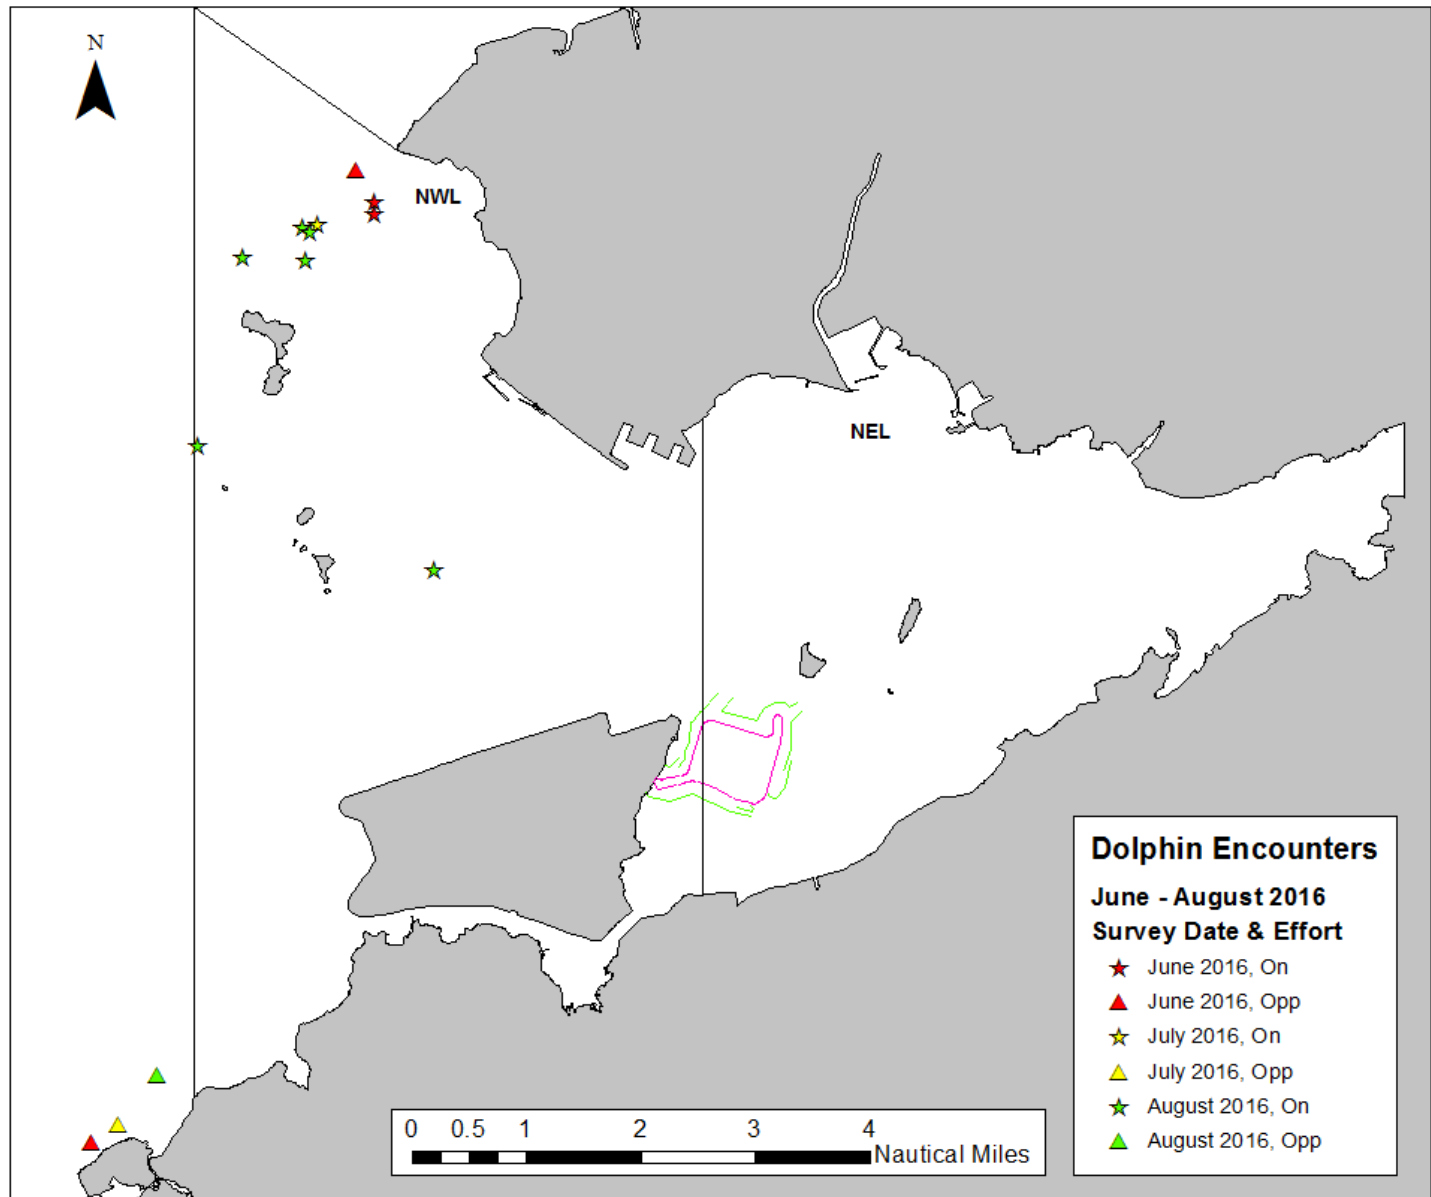 N
NWL
NEL
Dolphin Encounters
June - August 2016
Survey Date & Effort
June 2016, On
June 2016, Opp
July 2016, On
July 2016, Opp
August 2016, On
August 2016, Opp
0 0.5 1 2 3 4
Nautical Miles